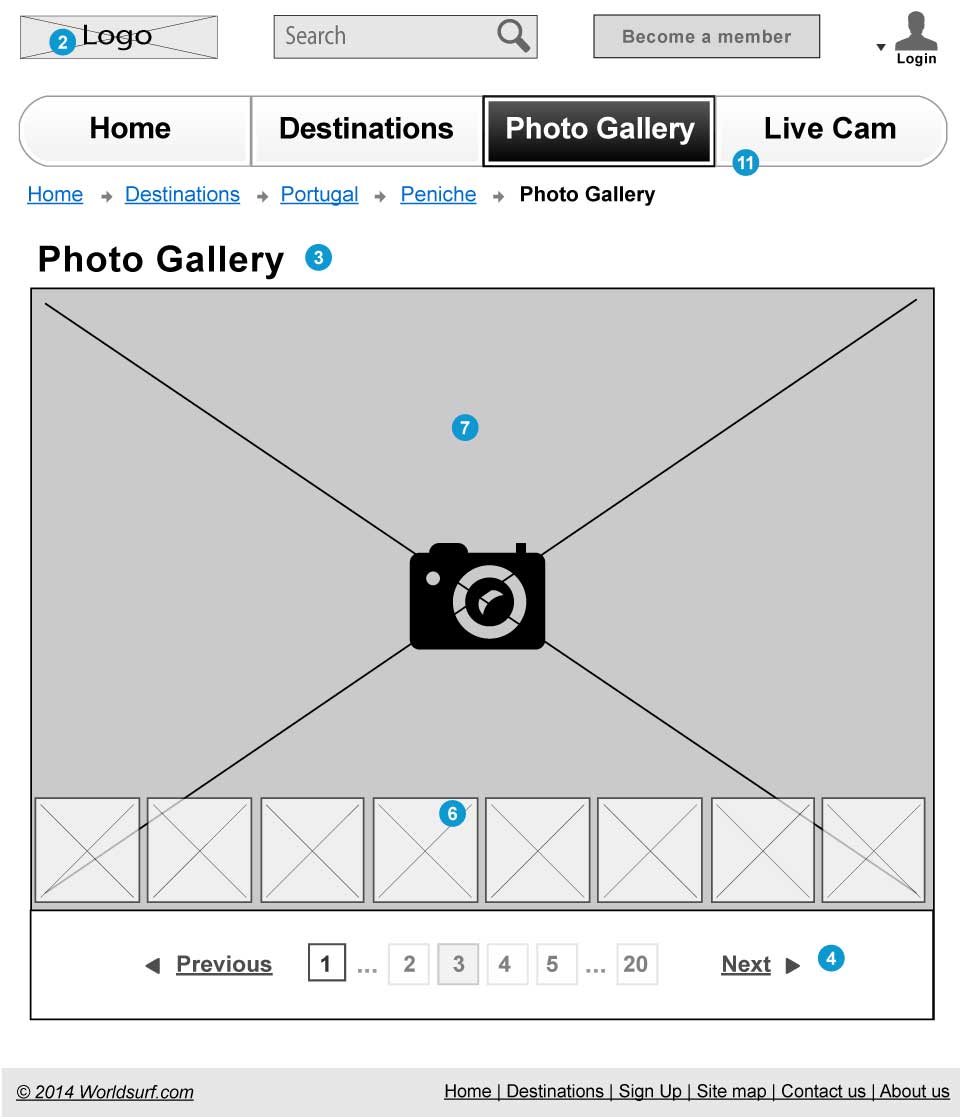 2 Logo Search Become a member
Login
Home Destinations Photo Gallery Live Cam
11
Home Destinations Portugal Peniche Photo Gallery
Photo Gallery 3
7
6
Previous 1 ... 2 3 4 5 ... 20 Next 4
© 2014 Worldsurf.com Home | Destinations | Sign Up | Site map | Contact us | About us